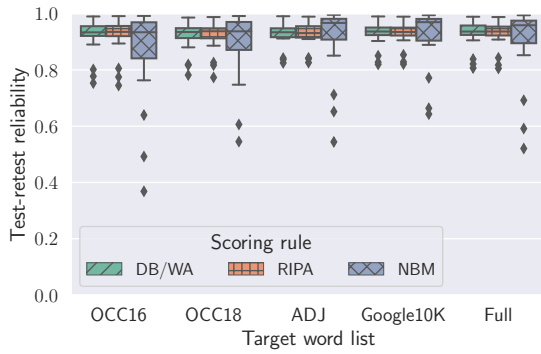 1.0
0.8
0.6
0.4
0.2
0.0
Test-retest reliability
Scoring rule
DB/WA RIPA NBM
OCC16 OCC18 ADJ Google10K Full
Target word list